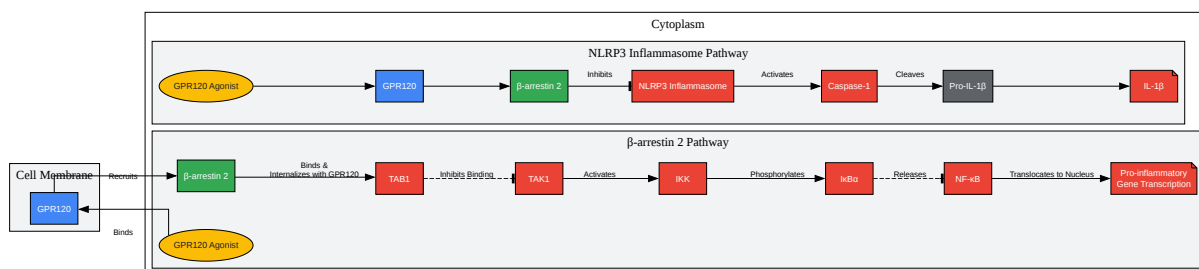 Cytoplasm
NLRP3 Inflammasome Pathway
GPR120 Agonist
GPR120
β-arrestin 2
Inhibits
NLRP3 Inflammasome
Activates
Caspase-1
Cleaves
Pro-IL-1β
IL-1β
β-arrestin 2 Pathway
Cell Membrane
GPR120
Recruits
β-arrestin 2
Binds &
Internalizes with GPR120
TAB1
Inhibits Binding
TAK1
Activates
IKK
Phosphorylates
IκBα
Releases
NF-κB
Translocates to Nucleus
Pro-inflammatory
Gene Transcription
Binds
GPR120 Agonist